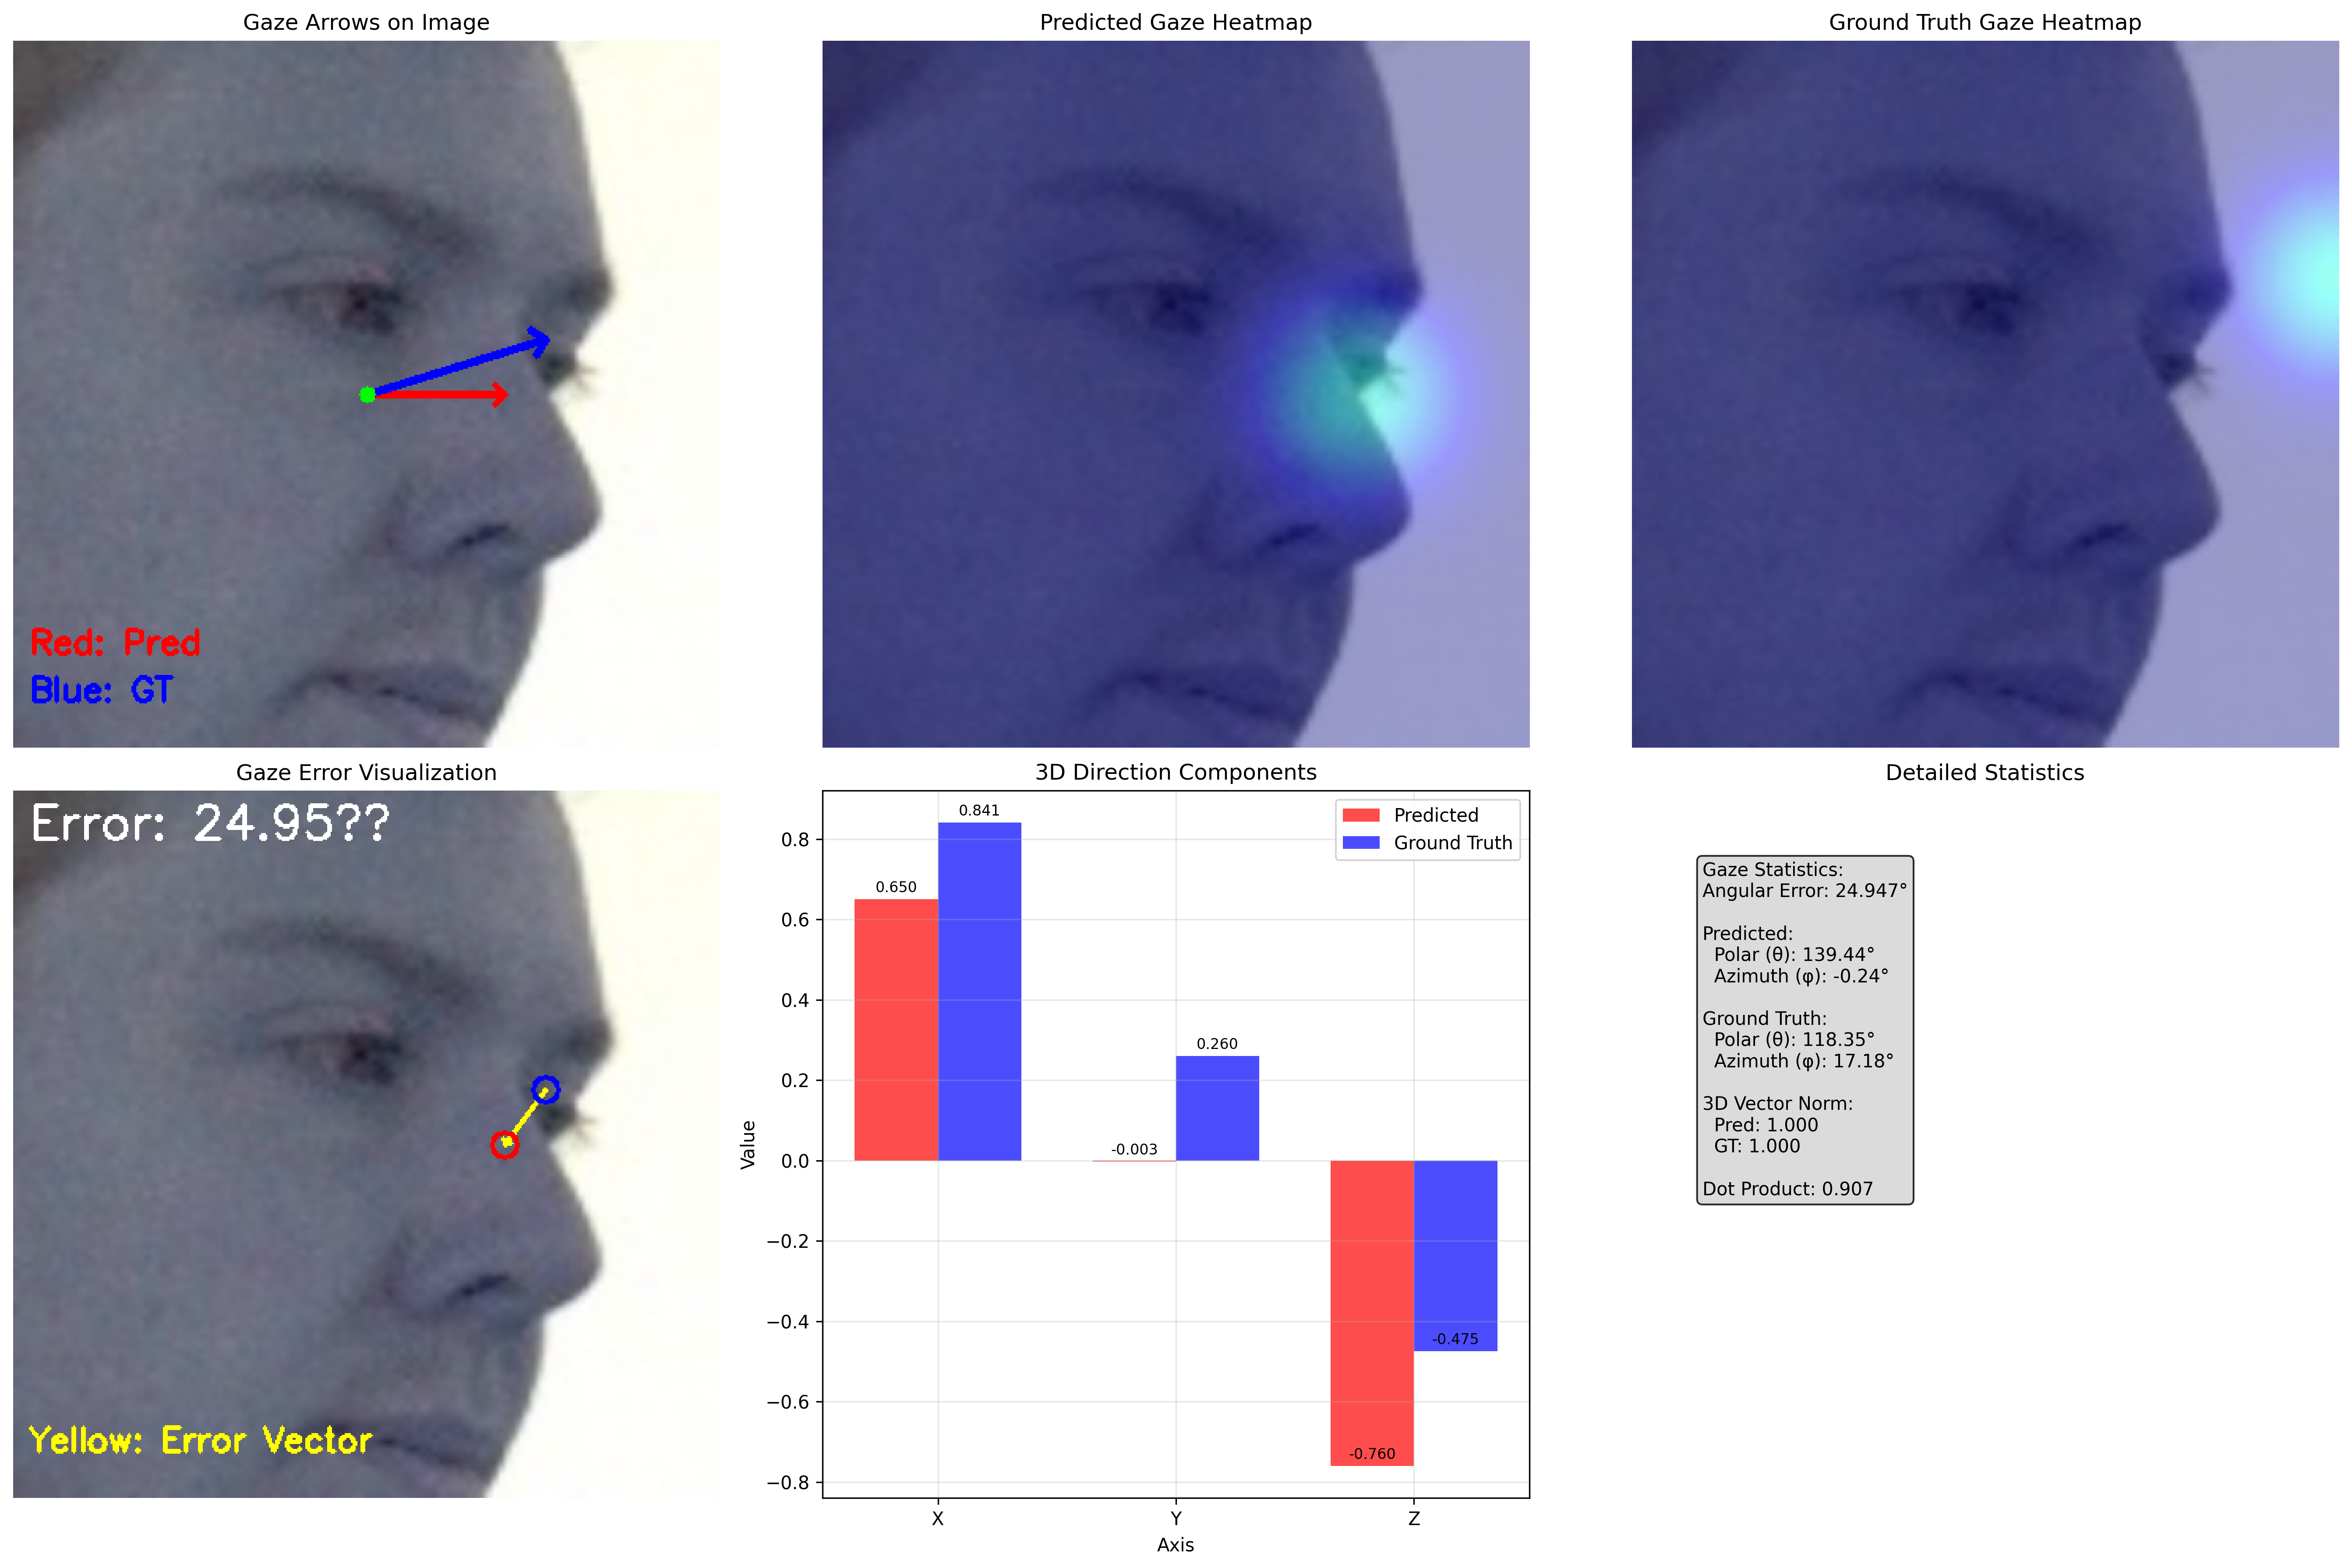 Gaze Arrows on Image
Red: Pred
Blue: GT
Predicted Gaze Heatmap
Ground Truth Gaze Heatmap
Gaze Error Visualization
Error: 24.95??
Yellow: Error Vector
3D Direction Components
Predicted
Ground Truth
Value
0.8
0.6
0.4
0.2
0.0
−0.2
−0.4
−0.6
−0.8
0.650
0.841
-0.003
0.260
-0.760
-0.475
X Y Z
Axis
Detailed Statistics
Gaze Statistics:
Angular Error: 24.947°
Predicted:
Polar (θ): 139.44°
Azimuth (φ): -0.24°
Ground Truth:
Polar (θ): 118.35°
Azimuth (φ): 17.18°
3D Vector Norm:
Pred: 1.000
GT: 1.000
Dot Product: 0.907